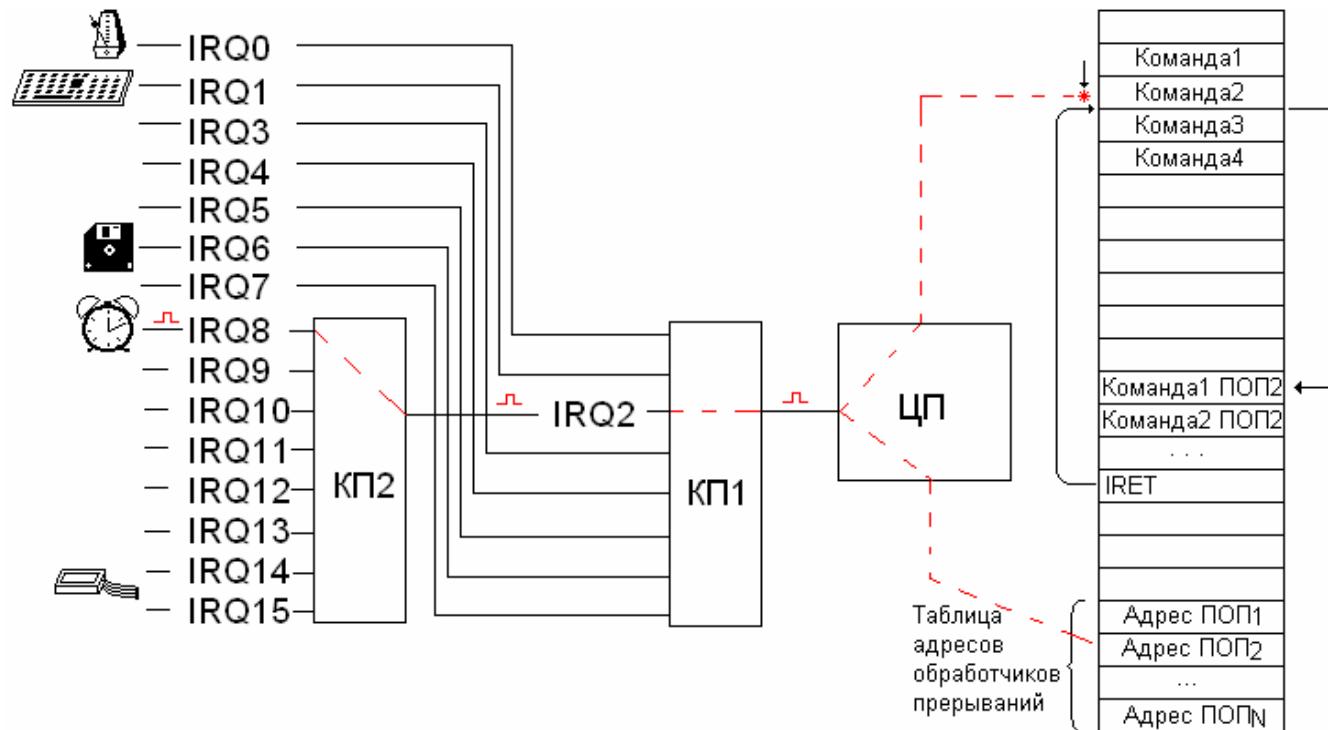 IRQ0
IRQ1
IRQ3
IRQ4
IRQ5
IRQ6
IRQ7
IRQ8
IRQ9
IRQ10
IRQ11
IRQ12
IRQ13
IRQ14
IRQ15
КП2
IRQ2
КП1
ЦП
Команда1
Команда2
Команда3
Команда4
Команда1 ПОП2
Команда2 ПОП2
. . .
IRET
Таблица
адресов
обработчиков
прерываний
Адрес ПОП1
Адрес ПОП2
...
Адрес ПОПN